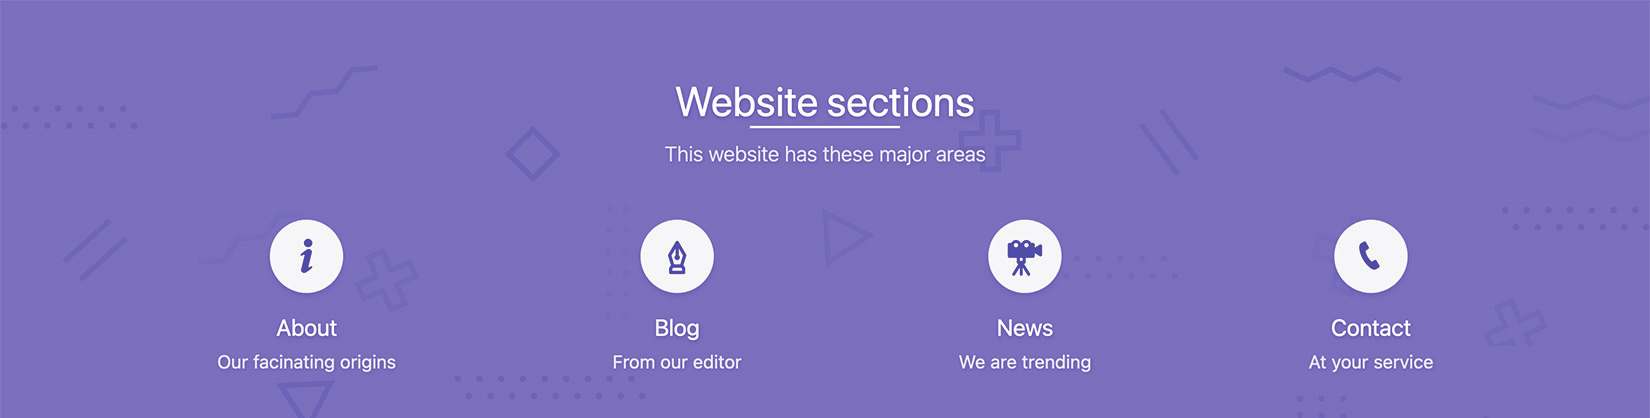 Website sections
This website has these major areas
About
Our facinating origins
Blog
From our editor
News
We are trending
Contact
At your service